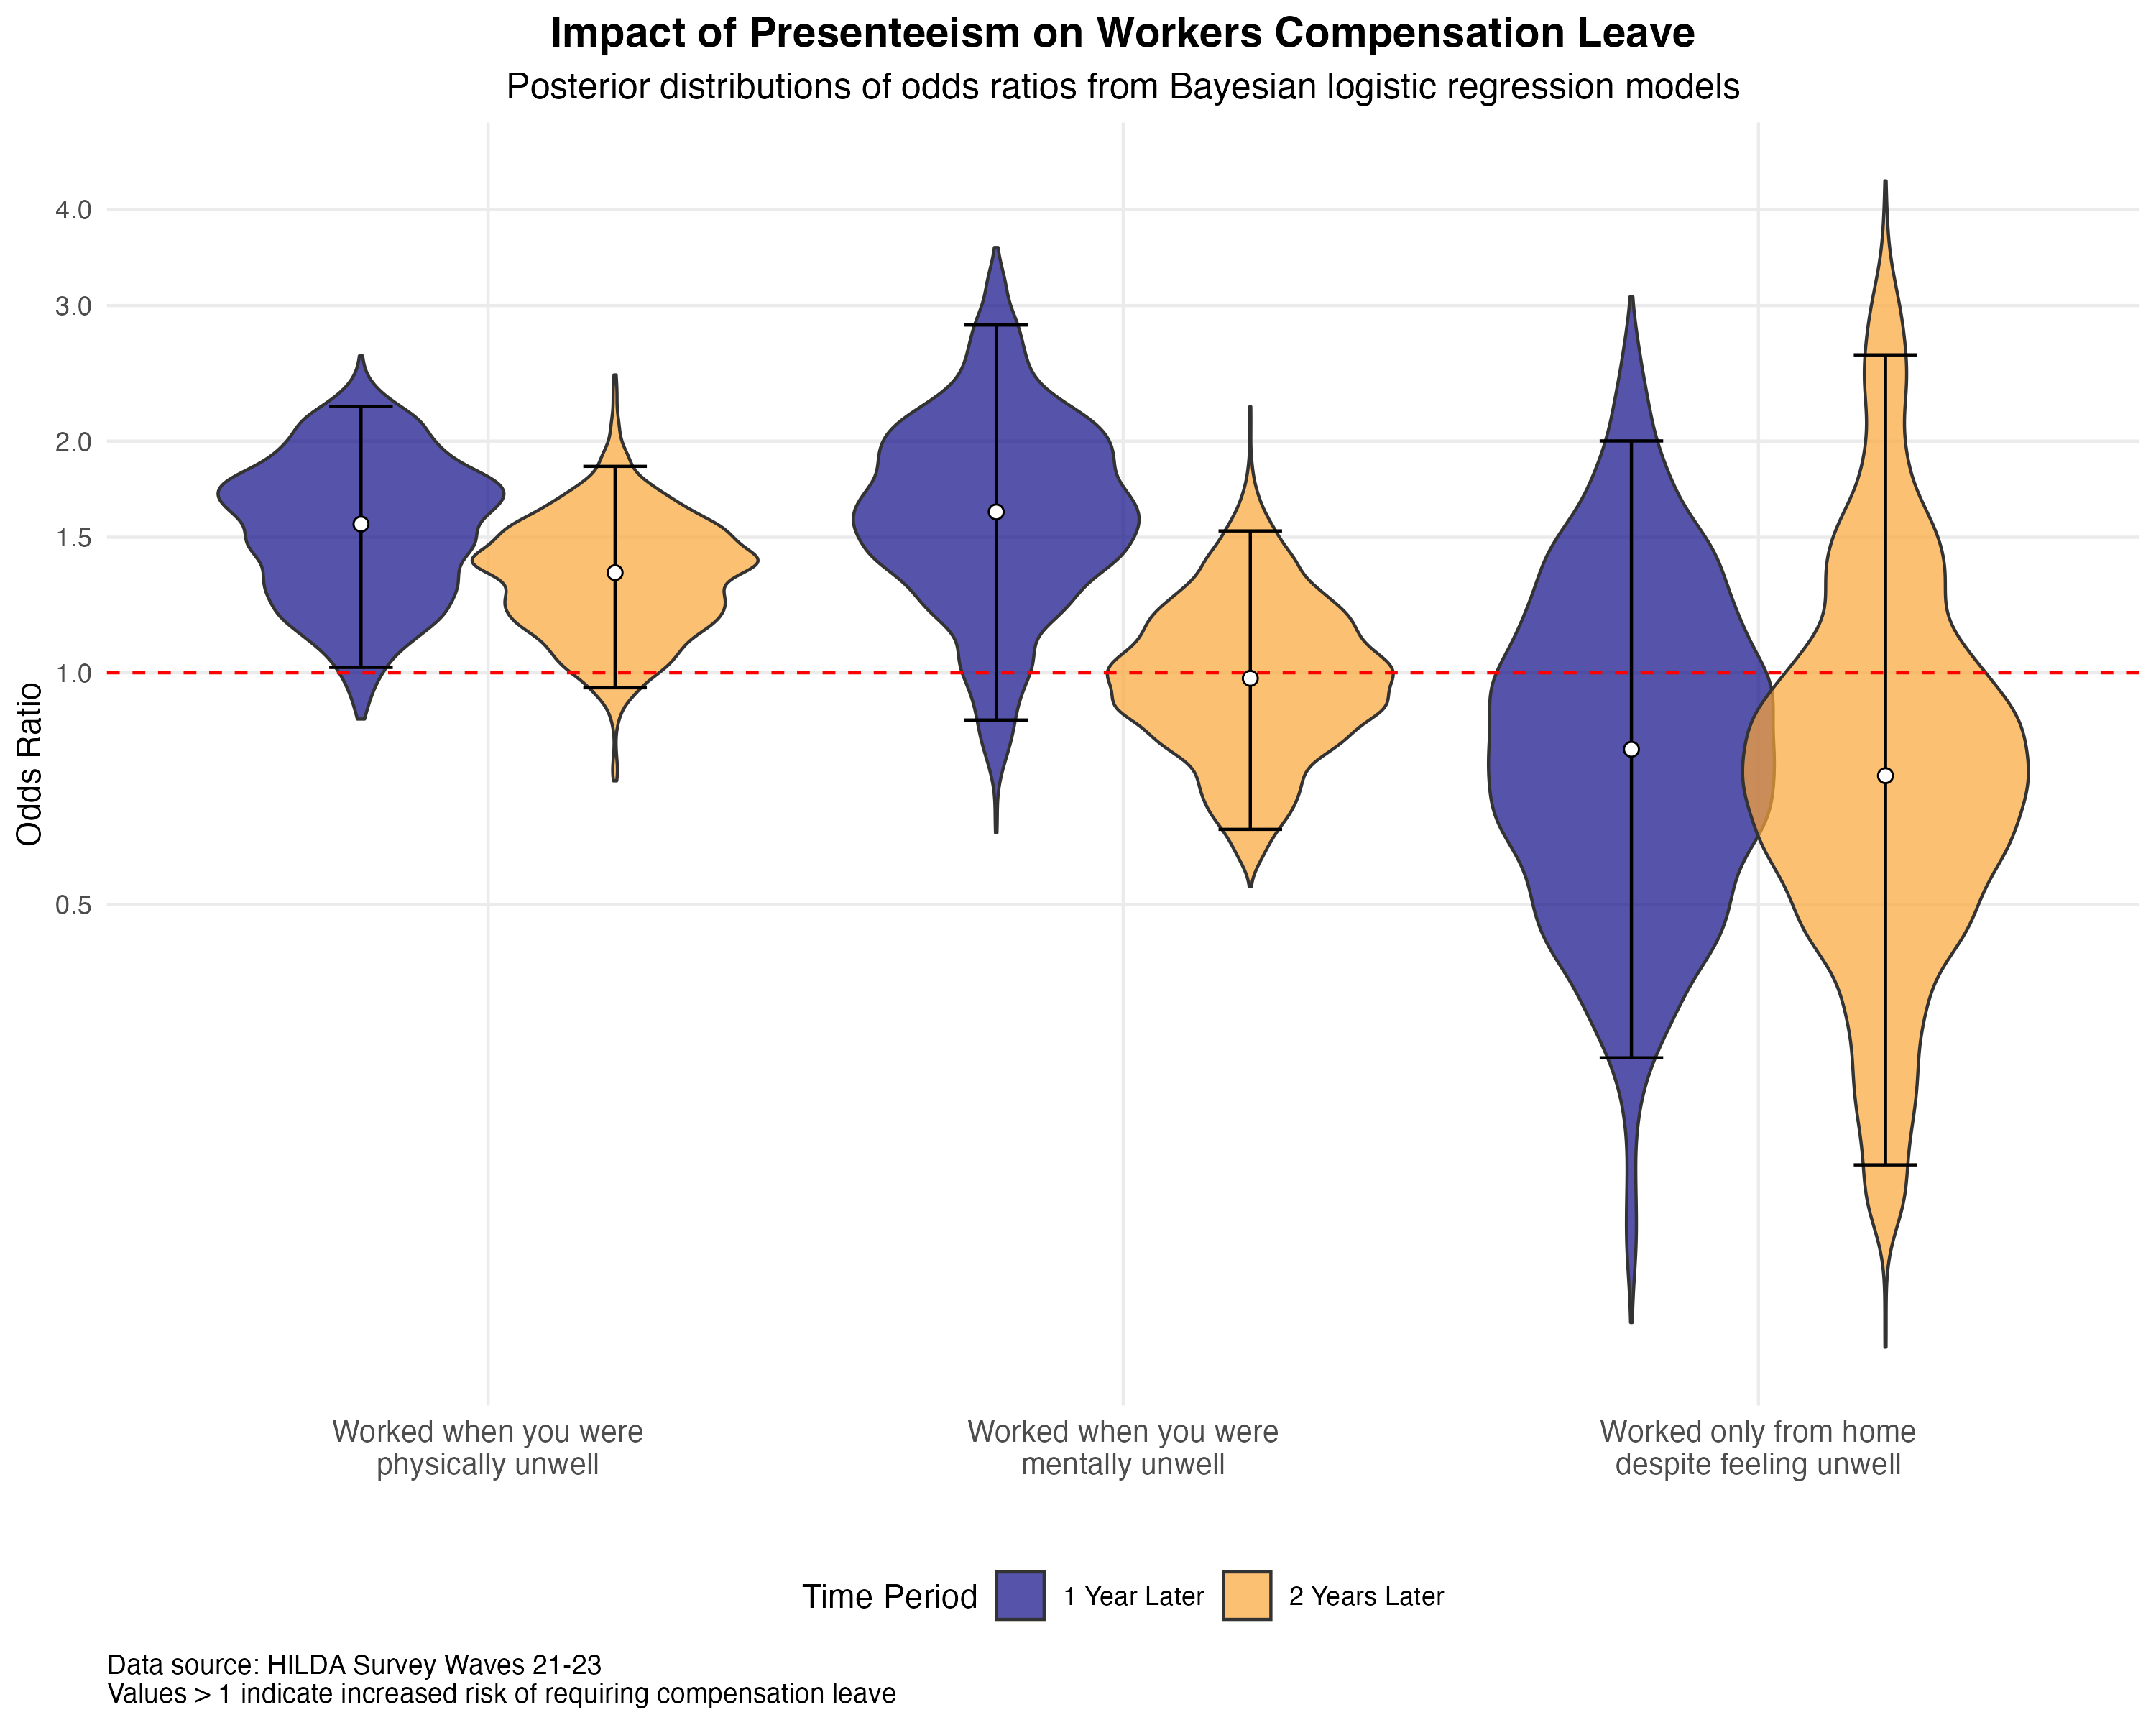 Impact of Presenteeism on Workers Compensation Leave
Posterior distributions of odds ratios from Bayesian logistic regression models
Odds Ratio
4.0
3.0
2.0
1.5
1.0
0.5
Worked when you were
physically unwell
Worked when you were
mentally unwell
Worked only from home
despite feeling unwell
Time Period
1 Year Later
2 Years Later
Data source: HILDA Survey Waves 21-23
Values > 1 indicate increased risk of requiring compensation leave